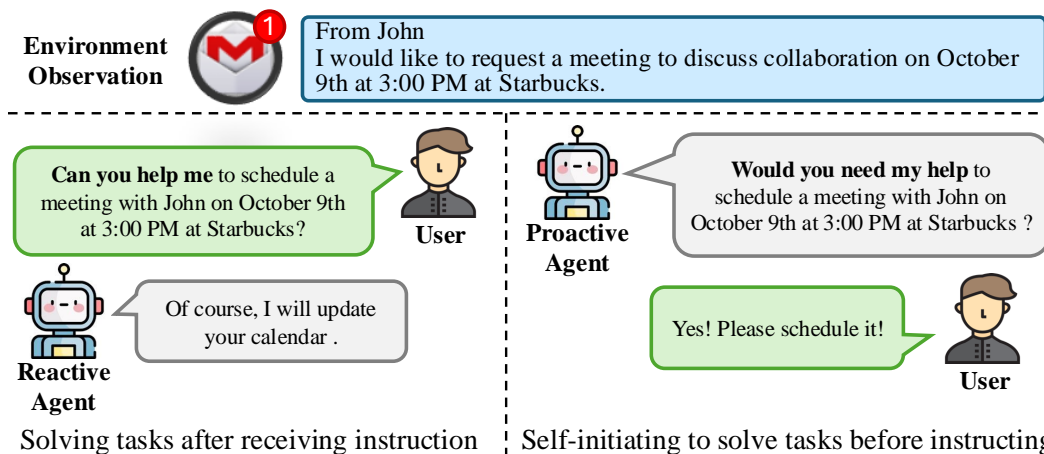 Environment
Observation
1
From John
I would like to request a meeting to discuss collaboration on October
9th at 3:00 PM at Starbucks.
Can you help me to schedule a
meeting with John on October 9th
at 3:00 PM at Starbucks?
User
Reactive
Agent
Of course, I will update
your calendar .
Solving tasks after receiving instruction
Proactive
Agent
Would you need my help to
schedule a meeting with John on
October 9th at 3:00 PM at Starbucks ?
Yes! Please schedule it!
User
Self-initiating to solve tasks before instructing